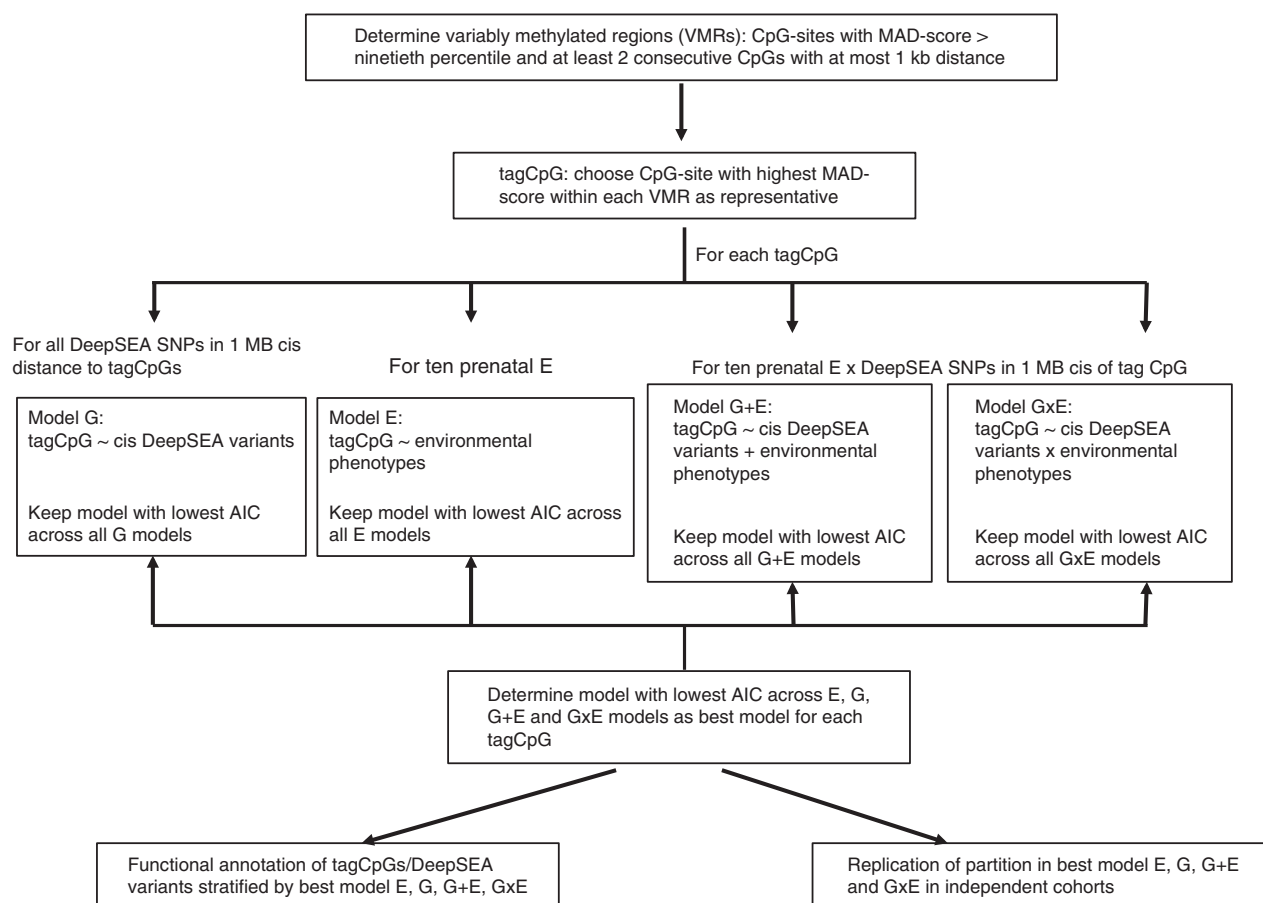 Determine variably methylated regions (VMRs): CpG-sites with MAD-score >
ninetieth percentile and at least 2 consecutive CpGs with at most 1 kb distance
tagCpG: choose CpG-site with highest MAD-
score within each VMR as representative
For each tagCpG
For all DeepSEA SNPs in 1 MB cis
distance to tagCpGs
For ten prenatal E
For ten prenatal E x DeepSEA SNPs in 1 MB cis of tag CpG
Model G:
tagCpG ~ cis DeepSEA variants
Keep model with lowest AIC
across all G models
Model E:
tagCpG ~ environmental
phenotypes
Keep model with lowest AIC across
all E models
Model G+E:
tagCpG ~ cis DeepSEA
variants + environmental
phenotypes
Keep model with lowest AIC
across all G+E models
Model GxE:
tagCpG ~ cis DeepSEA
variants x environmental
phenotypes
Keep model with lowest AIC
across all GxE models
Determine model with lowest AIC across E, G,
G+E and GxE models as best model for each
tagCpG
Functional annotation of tagCpGs/DeepSEA
variants stratified by best model E, G, G+E, GxE
Replication of partition in best model E, G, G+E
and GxE in independent cohorts